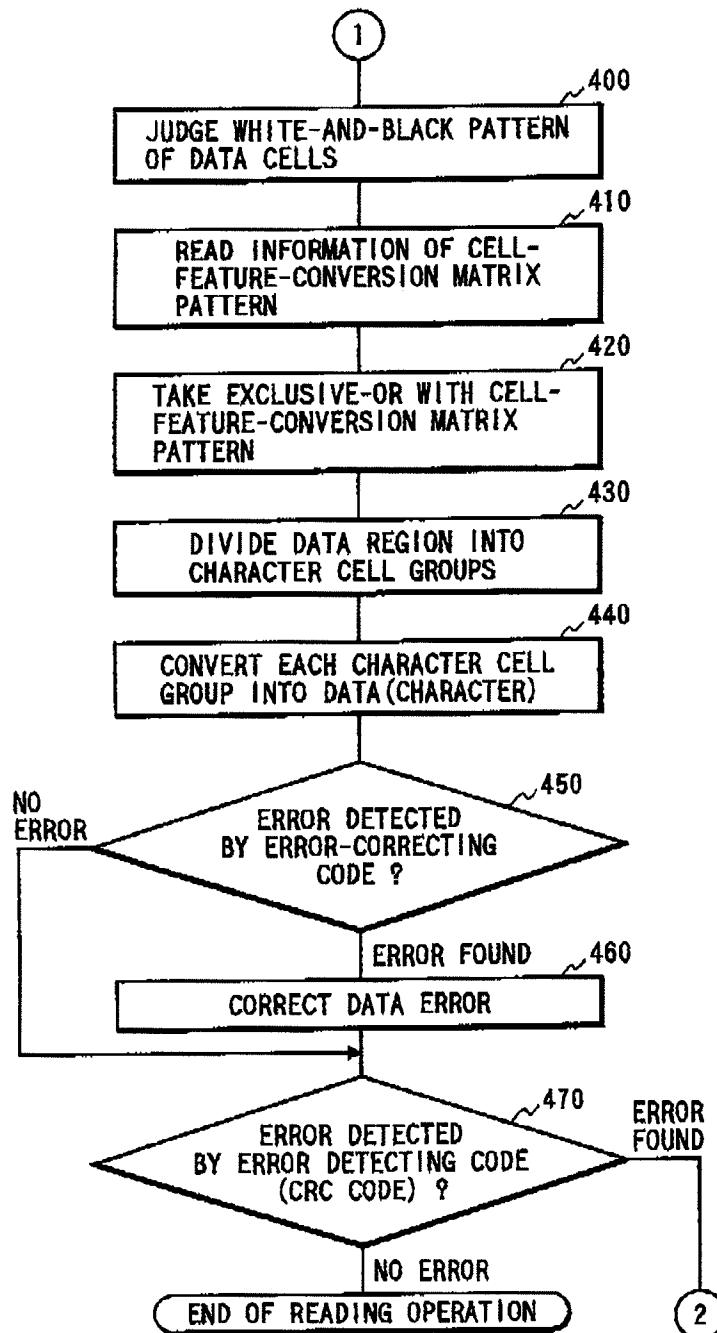 1
400
JUDGE WHITE-AND-BLACK PATTERN
OF DATA CELLS
410
READ INFORMATION OF CELL-
FEATURE-CONVERSION MATRIX
PATTERN
420
TAKE EXCLUSIVE-OR WITH CELL-
FEATURE-CONVERSION MATRIX
PATTERN
430
DIVIDE DATA REGION INTO
CHARACTER CELL GROUPS
440
CONVERT EACH CHARACTER CELL
GROUP INTO DATA(CHARACTER)
450
NO
ERROR
ERROR DETECTED
BY ERROR-CORRECTING
CODE ?
ERROR FOUND
460
CORRECT DATA ERROR
470
ERROR
FOUND
ERROR DETECTED
BY ERROR DETECTING CODE
(CRC CODE) ?
NO ERROR
END OF READING OPERATION
2